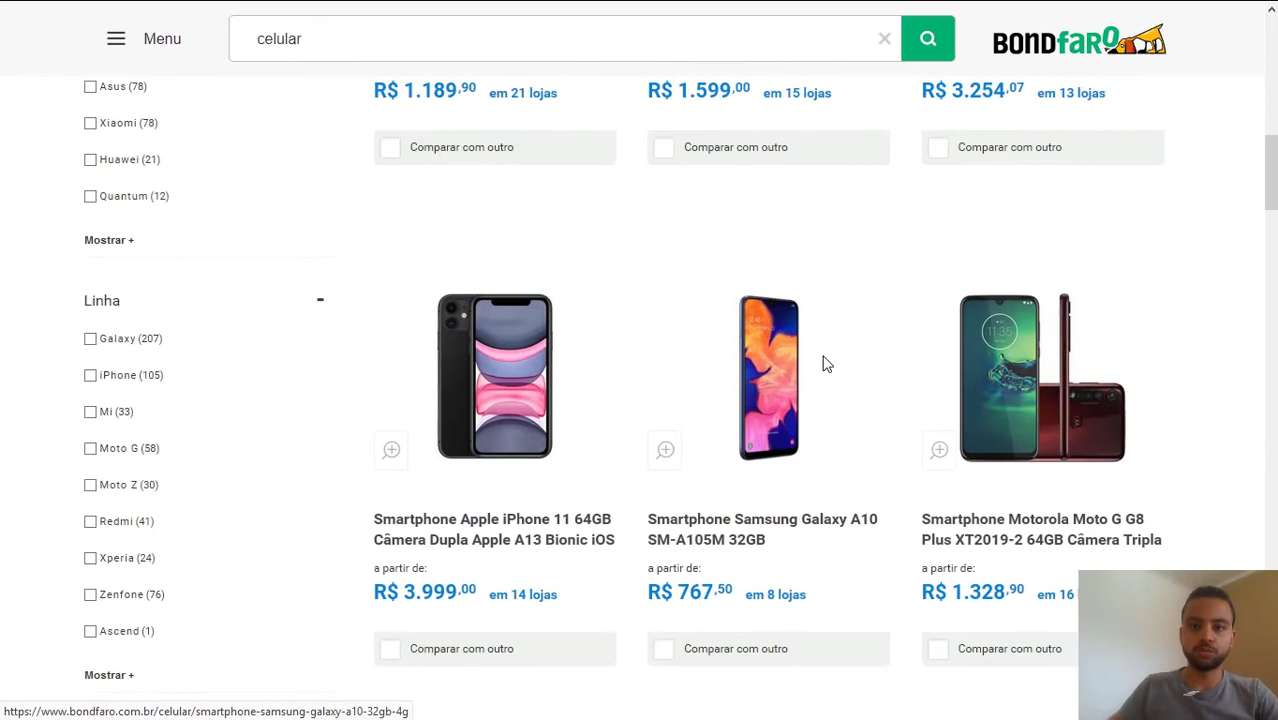 Menu
celular
BONDFARO
Asus (78)
Xiaomi (78)
Huawei (21)
Quantum (12)
Mostrar +
Linha
-
Galaxy (207)
iPhone (105)
Mi (33)
Moto G (58)
Moto Z (30)
Redmi (41)
Xperia (24)
Zenfone (76)
Ascend (1)
Mostrar +
R$ 1.189,90 em 21 lojas
Comparar com outro
R$ 1.599,00 em 15 lojas
Comparar com outro
R$ 3.254,07 em 13 lojas
Comparar com outro
Smartphone Apple iPhone 11 64GB
Câmera Dupla Apple A13 Bionic iOS
a partir de:
R$ 3.999,00 em 14 lojas
Comparar com outro
Smartphone Samsung Galaxy A10
SM-A105M 32GB
a partir de:
R$ 767,50 em 8 lojas
Comparar com outro
11:35
Smartphone Motorola Moto G G8
Plus XT2019-2 64GB Câmera Tripla
a partir de:
R$ 1.328,90 em 16
Comparar com outro
https://www.bondfaro.com.br/celular/smartphone-samsung-galaxy-a10-32gb-4g